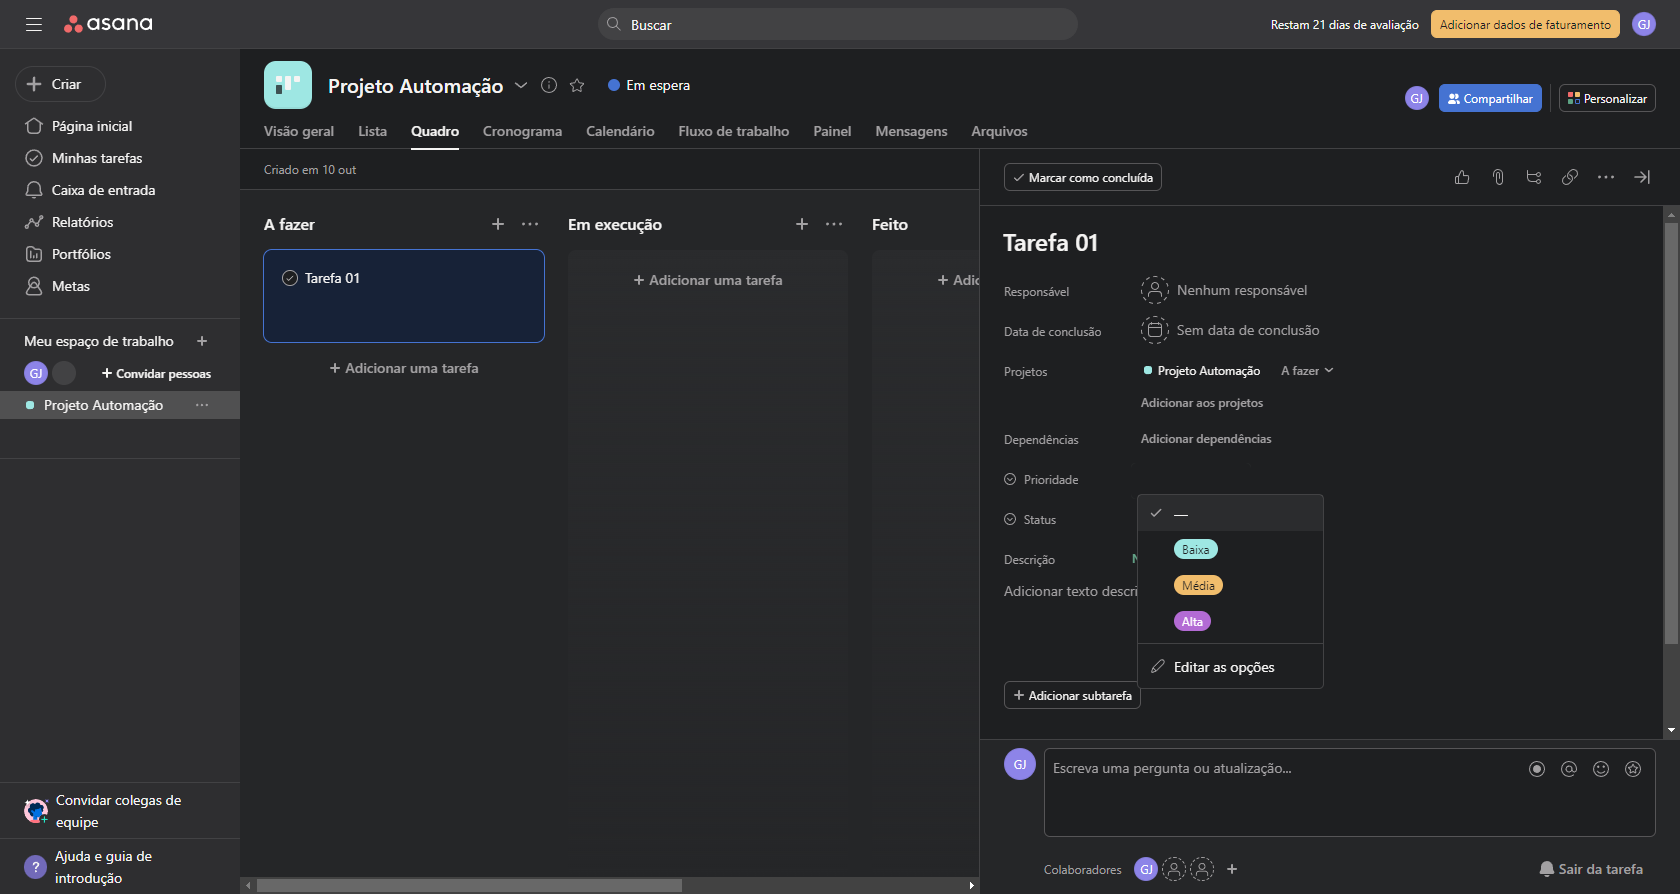 asana
Buscar
Restam 21 dias de avaliação
Adicionar dados de faturamento
GJ
Criar
Página inicial
Minhas tarefas
Caixa de entrada
Relatórios
Portfólios
Metas
Meu espaço de trabalho
GJ
Convidar pessoas
Projeto Automação
Convidar colegas de
equipe
? Ajuda e guia de
introdução
Projeto Automação
Em espera
GJ
Compartilhar
Personalizar
Visão geral
Lista
Quadro
Cronograma
Calendário
Fluxo de trabalho
Painel
Mensagens
Arquivos
Criado em 10 out
A fazer
Tarefa 01
+ Adicionar uma tarefa
Em execução
+ Adicionar uma tarefa
Feito
+ Adic
Marcar como concluída
Tarefa 01
Responsável
Nenhum responsável
Data de conclusão
Sem data de conclusão
Projetos
Projeto Automação
A fazer
Adicionar aos projetos
Dependências
Adicionar dependências
Prioridade
Status
Descrição
Adicionar texto descri
—
Baixa
Média
Alta
Editar as opções
+ Adicionar subtarefa
GJ
Escreva uma pergunta ou atualização...
Colaboradores
GJ
Sair da tarefa